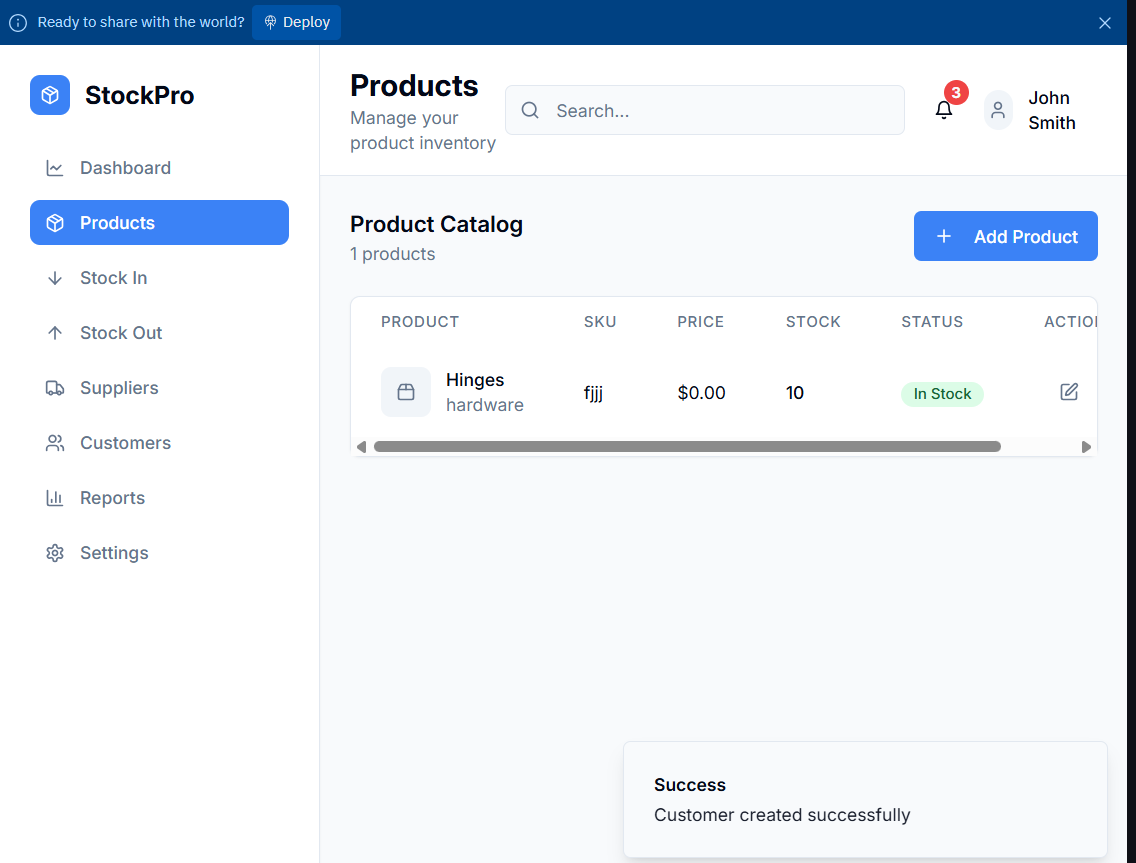 Ready to share with the world? Deploy
StockPro
Dashboard
Products
Stock In
Stock Out
Suppliers
Customers
Reports
Settings
Products
Manage your
product inventory
Search...
3
John
Smith
Product Catalog
1 products
Add Product
PRODUCT SKU PRICE STOCK STATUS ACTIO
Hinges
hardware
fjjj $0.00 10 In Stock
Success
Customer created successfully